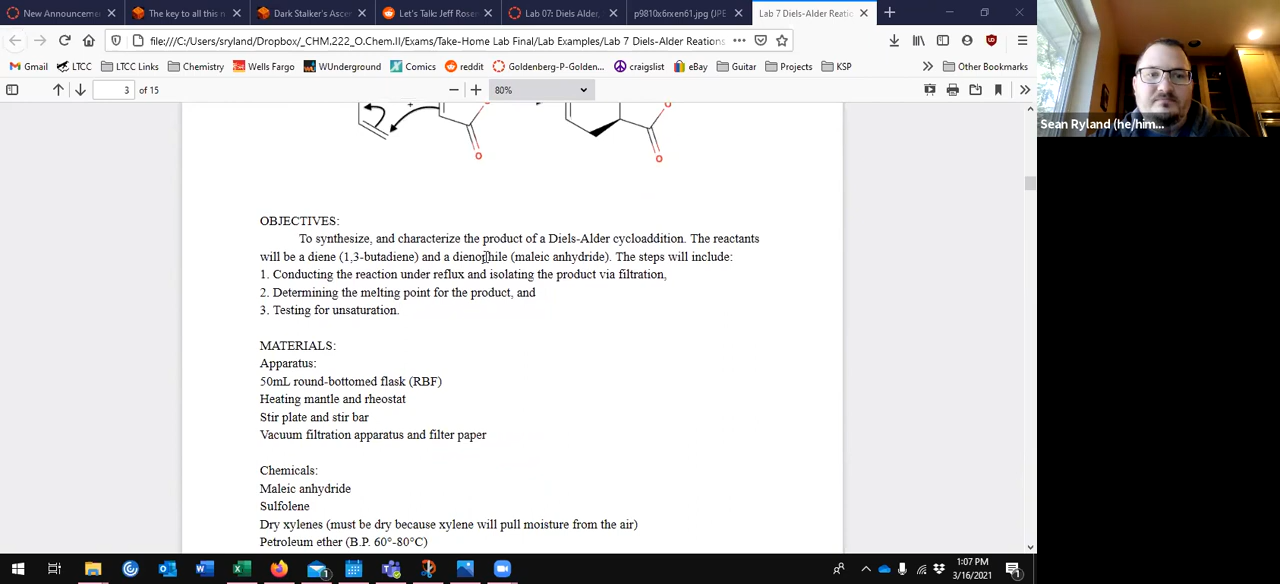 New Announceme
The key to all this n
Dark Stalker's Ascen
Let's Talk: Jeff Rosen
Lab 07: Diels Alder,
p9810x6rxen61.jpg (JPE
Lab 7 Diels-Alder Reatio
file:///C:/Users/sryland/Dropbox/_CHM.222_O.Chem.II/Exams/Take-Home Lab Final/Lab Examples/Lab 7 Diels-Alder Reations
Gmail LTCC LTCC Links Chemistry Wells Fargo WUnderground Comics reddit Goldenberg-P-Golden... craigslist eBay Guitar Projects KSP Other Bookmarks
3 of 15 80%
O
O
O
O
Sean Ryland (he/him...
OBJECTIVES:
To synthesize, and characterize the product of a Diels-Alder cycloaddition. The reactants
will be a diene (1,3-butadiene) and a dienophile (maleic anhydride). The steps will include:
1. Conducting the reaction under reflux and isolating the product via filtration,
2. Determining the melting point for the product, and
3. Testing for unsaturation.
MATERIALS:
Apparatus:
50mL round-bottomed flask (RBF)
Heating mantle and rheostat
Stir plate and stir bar
Vacuum filtration apparatus and filter paper
Chemicals:
Maleic anhydride
Sulfolene
Dry xylenes (must be dry because xylene will pull moisture from the air)
Petroleum ether (B.P. 60°-80°C)
1:07 PM
3/16/2021